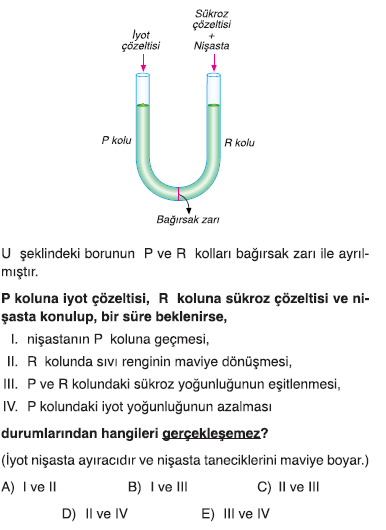 Sükroz
çözeltisi
+
Nişasta
İyot
çözeltisi
P kolu
R kolu
Bağırsak zarı
U şeklindeki borunun P ve R kolları bağırsak zarı ile ayrıl-
mıştır.
P koluna iyot çözeltisi, R koluna sükroz çözeltisi ve ni-
şasta konulup, bir süre beklenirse,
I. nişastanın P koluna geçmesi,
II. R kolunda sıvı renginin maviye dönüşmesi,
III. P ve R kolundaki sükroz yoğunluğunun eşitlenmesi,
IV. P kolundaki iyot yoğunluğunun azalması
durumlarından hangileri gerçekleşemez?
(İyot nişasta ayıracıdır ve nişasta taneciklerini maviye boyar.)
A) I ve II B) I ve III C) II ve III
D) II ve IV E) III ve IV